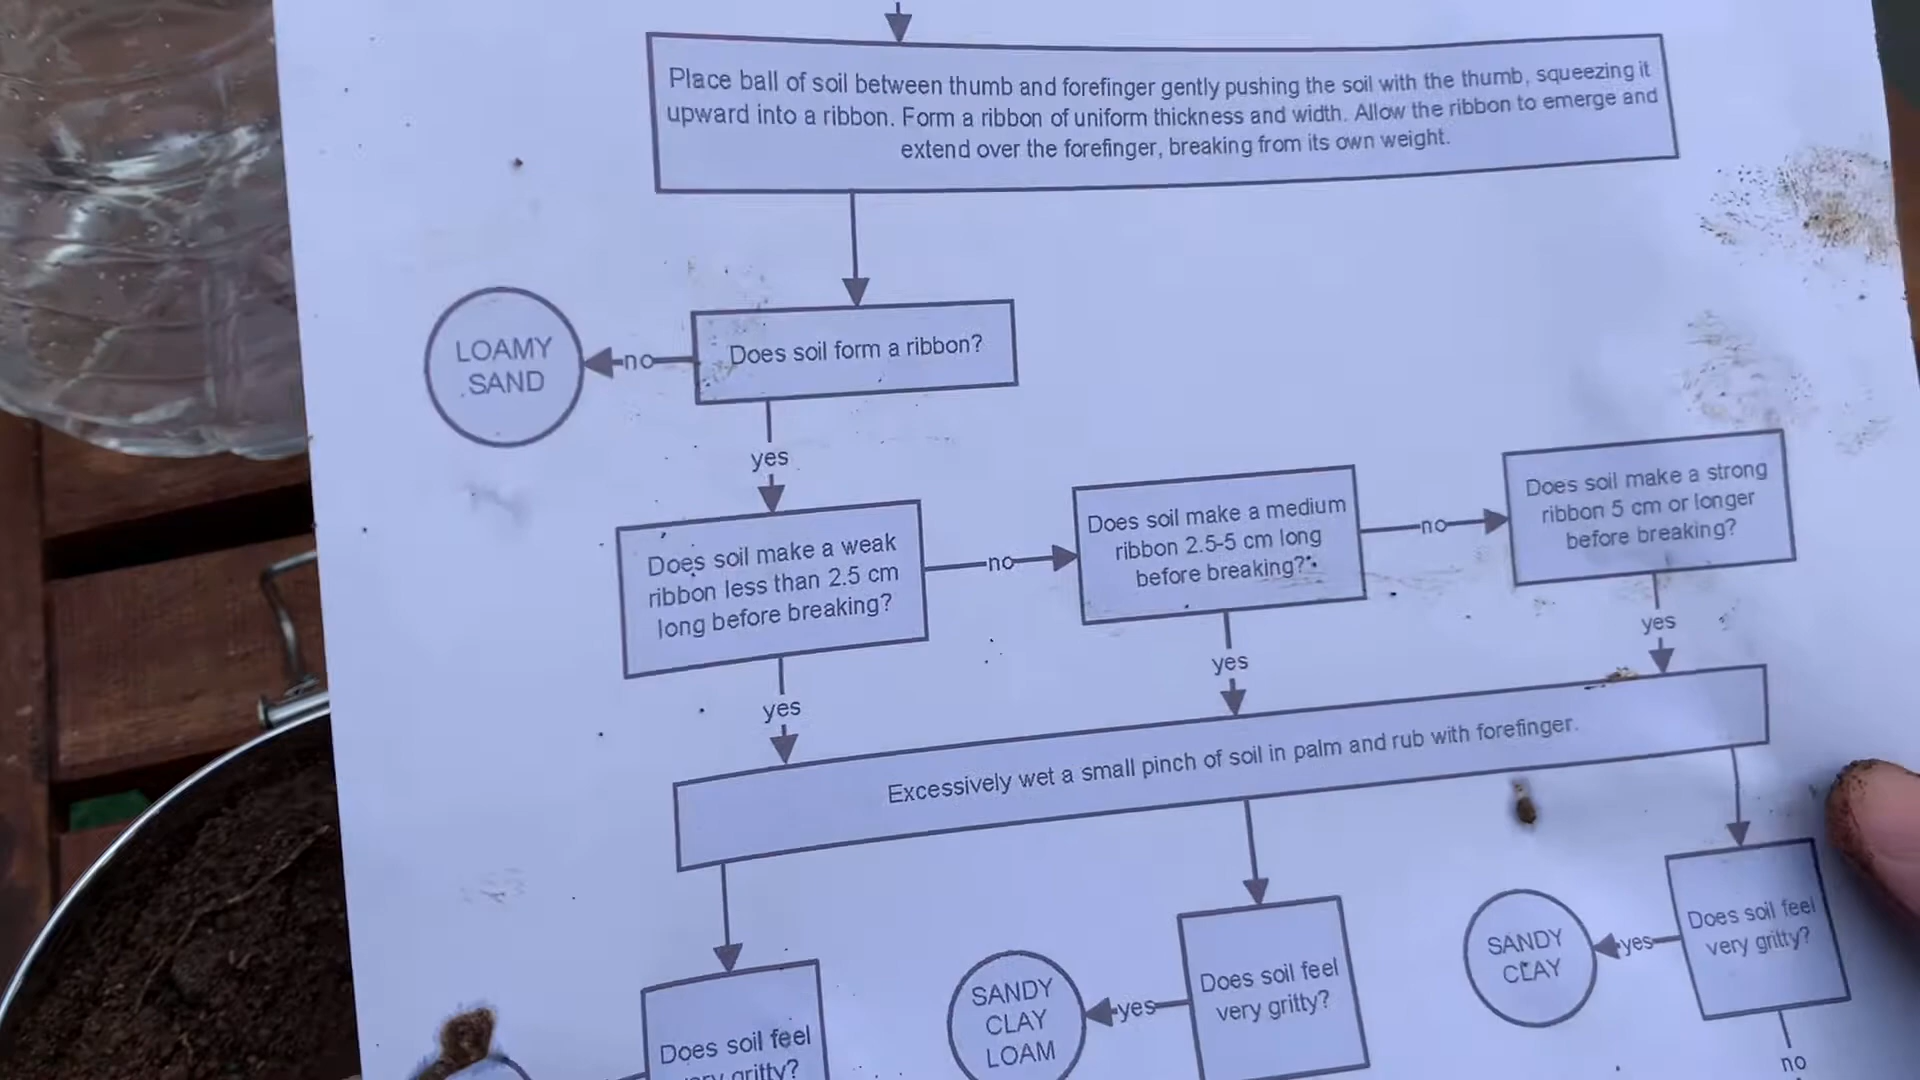 Place ball of soil between thumb and forefinger gently pushing the soil with the thumb, squeezing it
upward into a ribbon. Form a ribbon of uniform thickness and width. Allow the ribbon to emerge and
extend over the forefinger, breaking from its own weight.
LOAMY
SAND
no
Does soil form a ribbon?
yes
Does soil make a weak
ribbon less than 2.5 cm
long before breaking?
no
Does soil make a medium
ribbon 2.5-5 cm long
before breaking?
no
Does soil make a strong
ribbon 5 cm or longer
before breaking?
yes
yes
yes
Excessively wet a small pinch of soil in palm and rub with forefinger.
Does soil feel
gritty?
SANDY
CLAY
LOAM
yes
Does soil feel
very gritty?
SANDY
CLAY
yes
Does soil feel
very gritty?
no